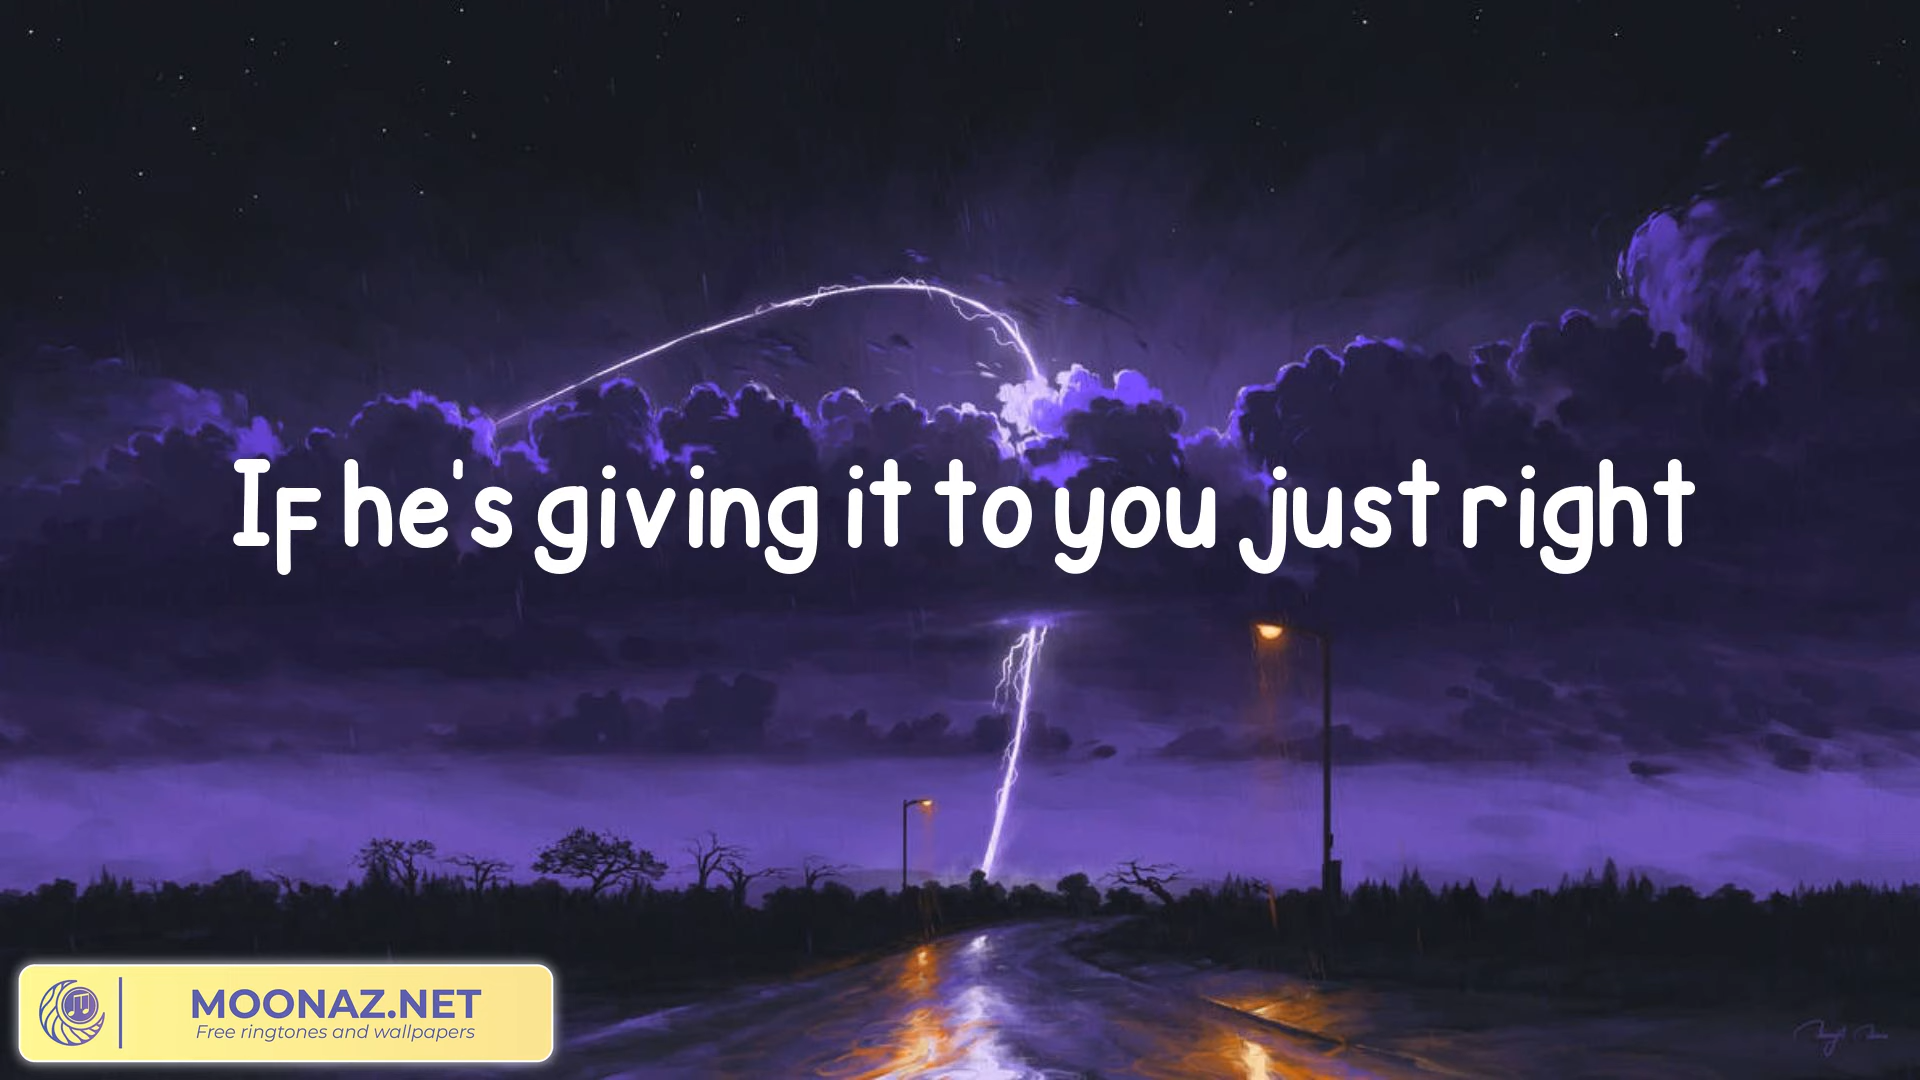 If he's giving it to you just right
MOONAZ.NET
Free ringtones and wallpapers